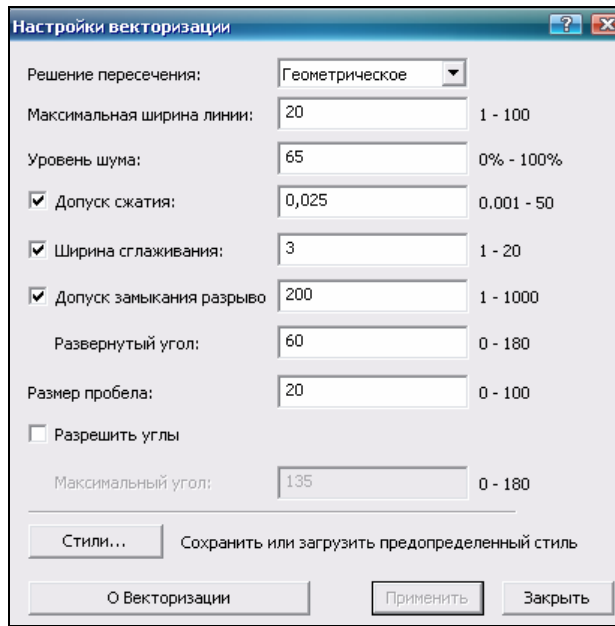 Настройки векторизации
Решение пересечения: Геометрическое
Максимальная ширина линии: 20 1 - 100
Уровень шума: 65 0% - 100%
Допуск сжатия: 0,025 0.001 - 50
Ширина сглаживания: 3 1 - 20
Допуск замыкания разрыво 200 1 - 1000
Развернутый угол: 60 0 - 180
Размер пробела: 20 0 - 100
Разрешить углы
Максимальный угол: 135 0 - 180
Стили... Сохранить или загрузить предопределенный стиль
О Векторизации Применить Закрыть